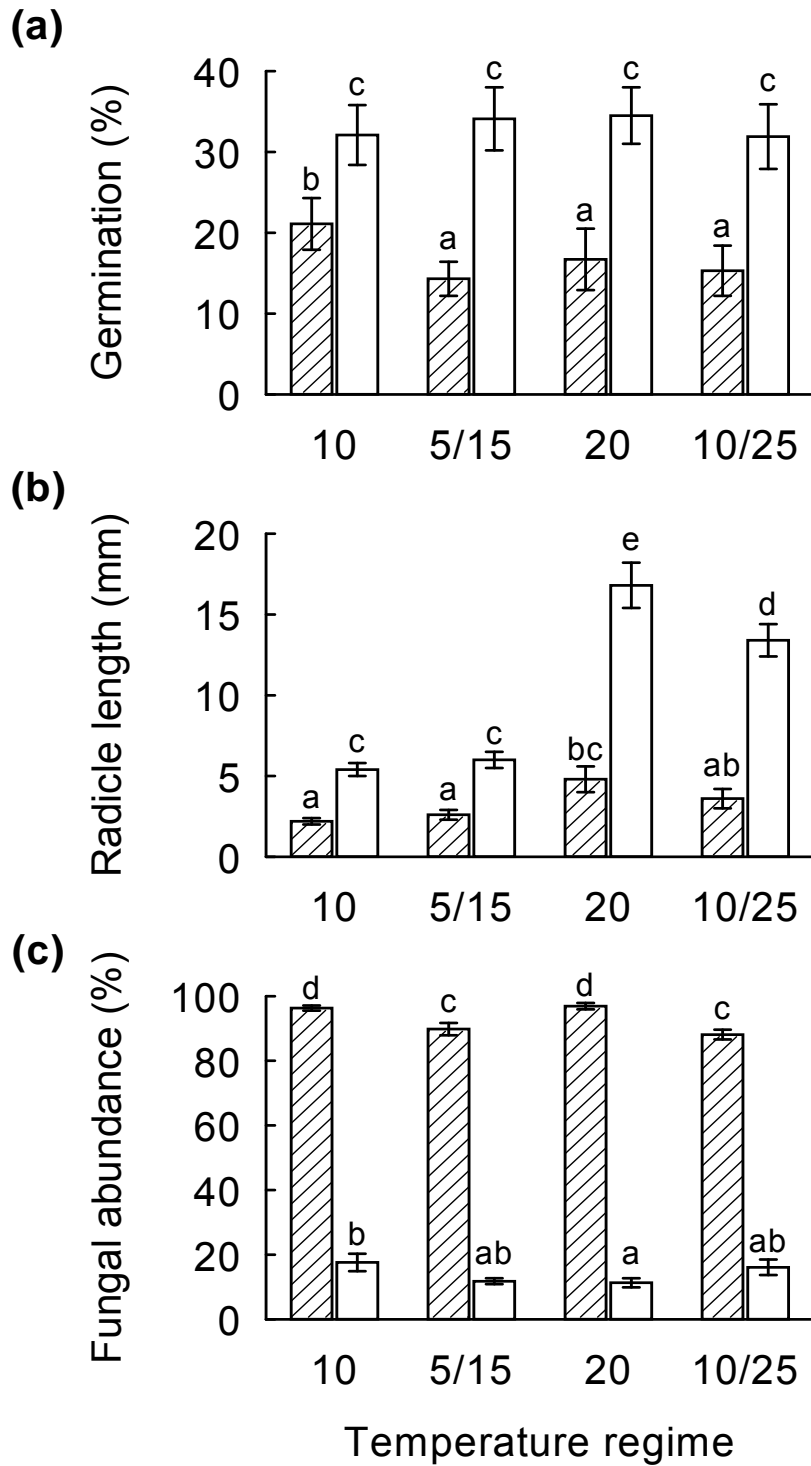 (a)
Germination (%)
40
30
20
10
0
b
c
a
c
a
c
a
c
10 5/15 20 10/25
(b)
Radicle length (mm)
20
15
10
5
0
a
c
a
c
bc
e
ab
d
10 5/15 20 10/25
(c)
Fungal abundance (%)
100
80
60
40
20
0
d
b
c
ab
d
a
c
ab
10 5/15 20 10/25
Temperature regime